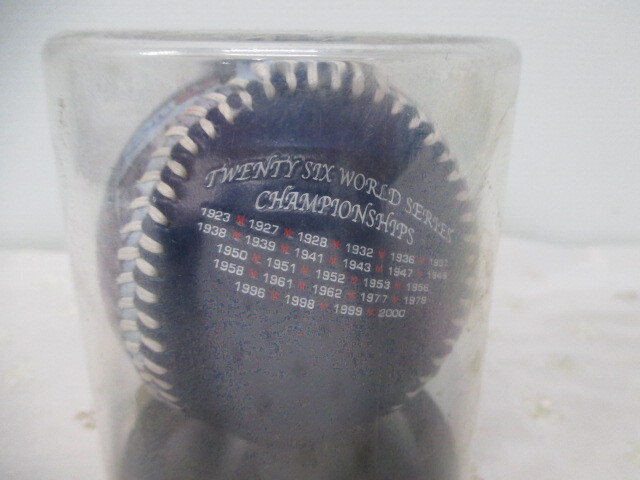 TWENTY SIX WORLD SERIES
CHAMPIONSHIPS
1923 1927 1928 1932 1936 1937
1938 1939 1941 1943 1947 1949
1950 1951 1952 1953 1956
1958 1961 1962 1977 1978
1996 1998 1999 2000